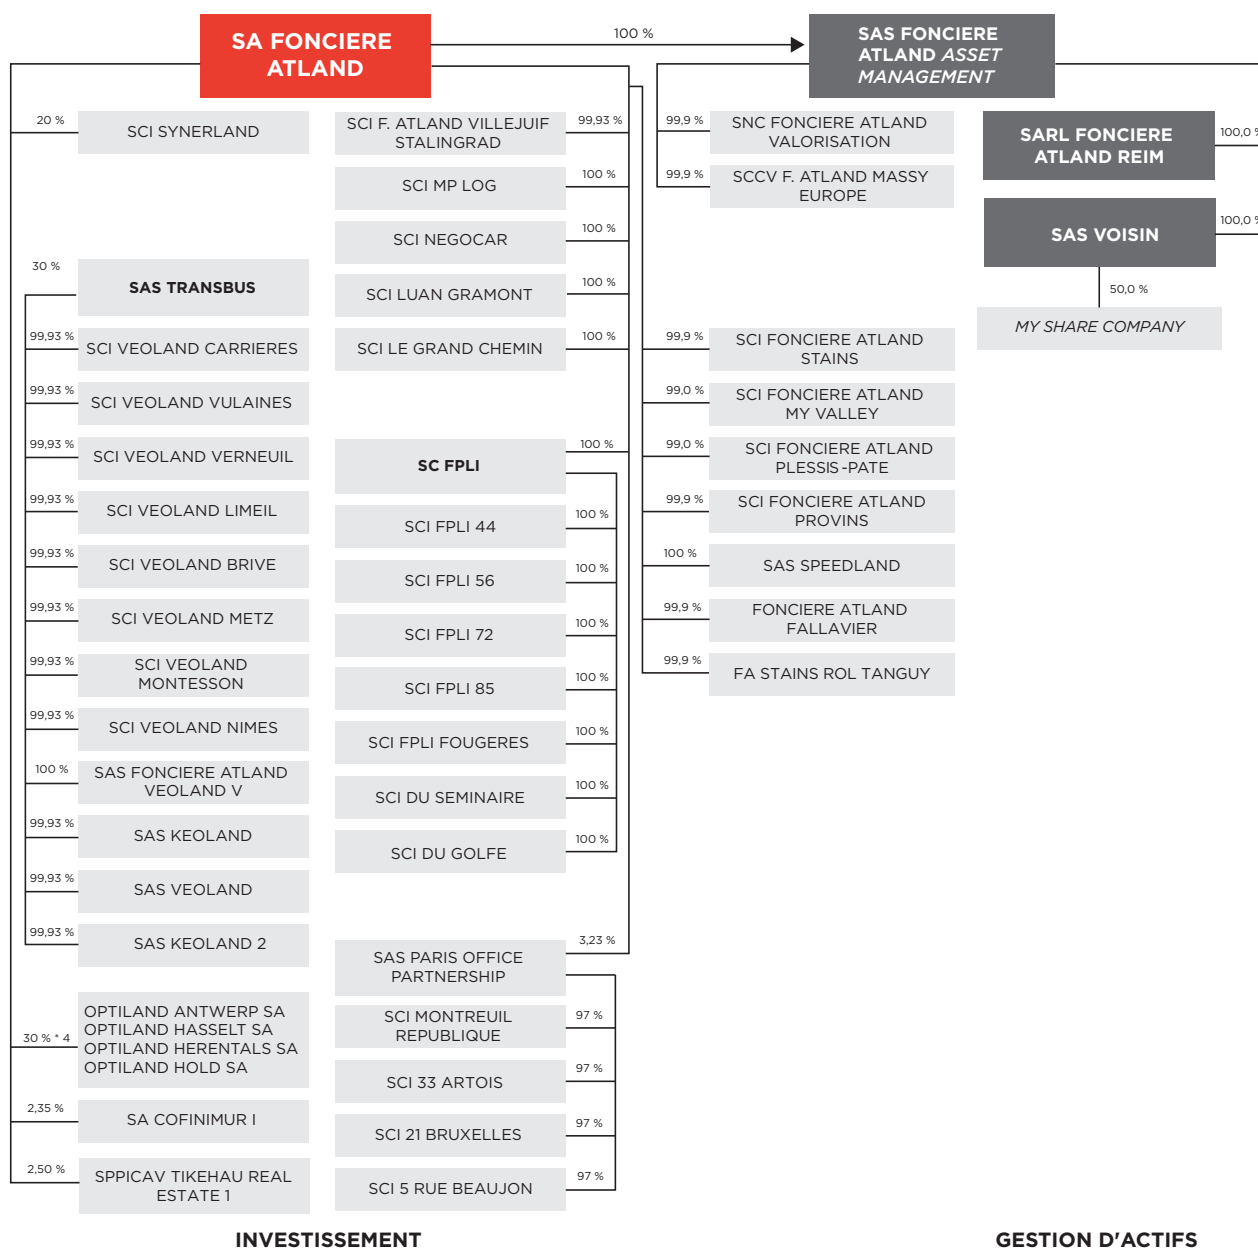 SA FONCIERE
ATLAND
100 %
SAS FONCIERE
ATLAND ASSET
MANAGEMENT
20 %
SCI SYNERLAND
30 %
SAS TRANSBUS
99,93 %
SCI VEOLAND CARRIERES
99,93 %
SCI VEOLAND VULAINES
99,93 %
SCI VEOLAND VERNEUIL
99,93 %
SCI VEOLAND LIMEIL
99,93 %
SCI VEOLAND BRIVE
99,93 %
SCI VEOLAND METZ
99,93 %
SCI VEOLAND
MONTESSON
99,93 %
SCI VEOLAND NIMES
100 %
SAS FONCIERE ATLAND
VEOLAND V
99,93 %
SAS KEOLAND
99,93 %
SAS VEOLAND
99,93 %
SAS KEOLAND 2
30 % * 4
OPTILAND ANTWERP SA
OPTILAND HASSELT SA
OPTILAND HERENTALS SA
OPTILAND HOLD SA
2,35 %
SA COFINIMUR I
2,50 %
SPPICAV TIKEHAU REAL
ESTATE 1
SCI F. ATLAND VILLEJUIF
STALINGRAD
99,93 %
SCI MP LOG
100 %
SCI NEGOCAR
100 %
SCI LUAN GRAMONT
100 %
SCI LE GRAND CHEMIN
100 %
SC FPLI
100 %
SCI FPLI 44
100 %
SCI FPLI 56
100 %
SCI FPLI 72
100 %
SCI FPLI 85
100 %
SCI FPLI FOUGERES
100 %
SCI DU SEMINAIRE
100 %
SCI DU GOLFE
100 %
SAS PARIS OFFICE
PARTNERSHIP
3,23 %
SCI MONTREUIL
REPUBLIQUE
97 %
SCI 33 ARTOIS
97 %
SCI 21 BRUXELLES
97 %
SCI 5 RUE BEAUJON
97 %
99,9 %
SNC FONCIERE ATLAND
VALORISATION
99,9 %
SCCV F. ATLAND MASSY
EUROPE
99,9 %
SCI FONCIERE ATLAND
STAINS
99,0 %
SCI FONCIERE ATLAND
MY VALLEY
99,0 %
SCI FONCIERE ATLAND
PLESSIS-PATE
99,9 %
SCI FONCIERE ATLAND
PROVINS
100 %
SAS SPEEDLAND
99,9 %
FONCIERE ATLAND
FALLAVIER
99,9 %
FA STAINS ROL TANGUY
SARL FONCIERE
ATLAND REIM
100,0 %
SAS VOISIN
100,0 %
50,0 %
MY SHARE COMPANY
INVESTISSEMENT
GESTION D'ACTIFS